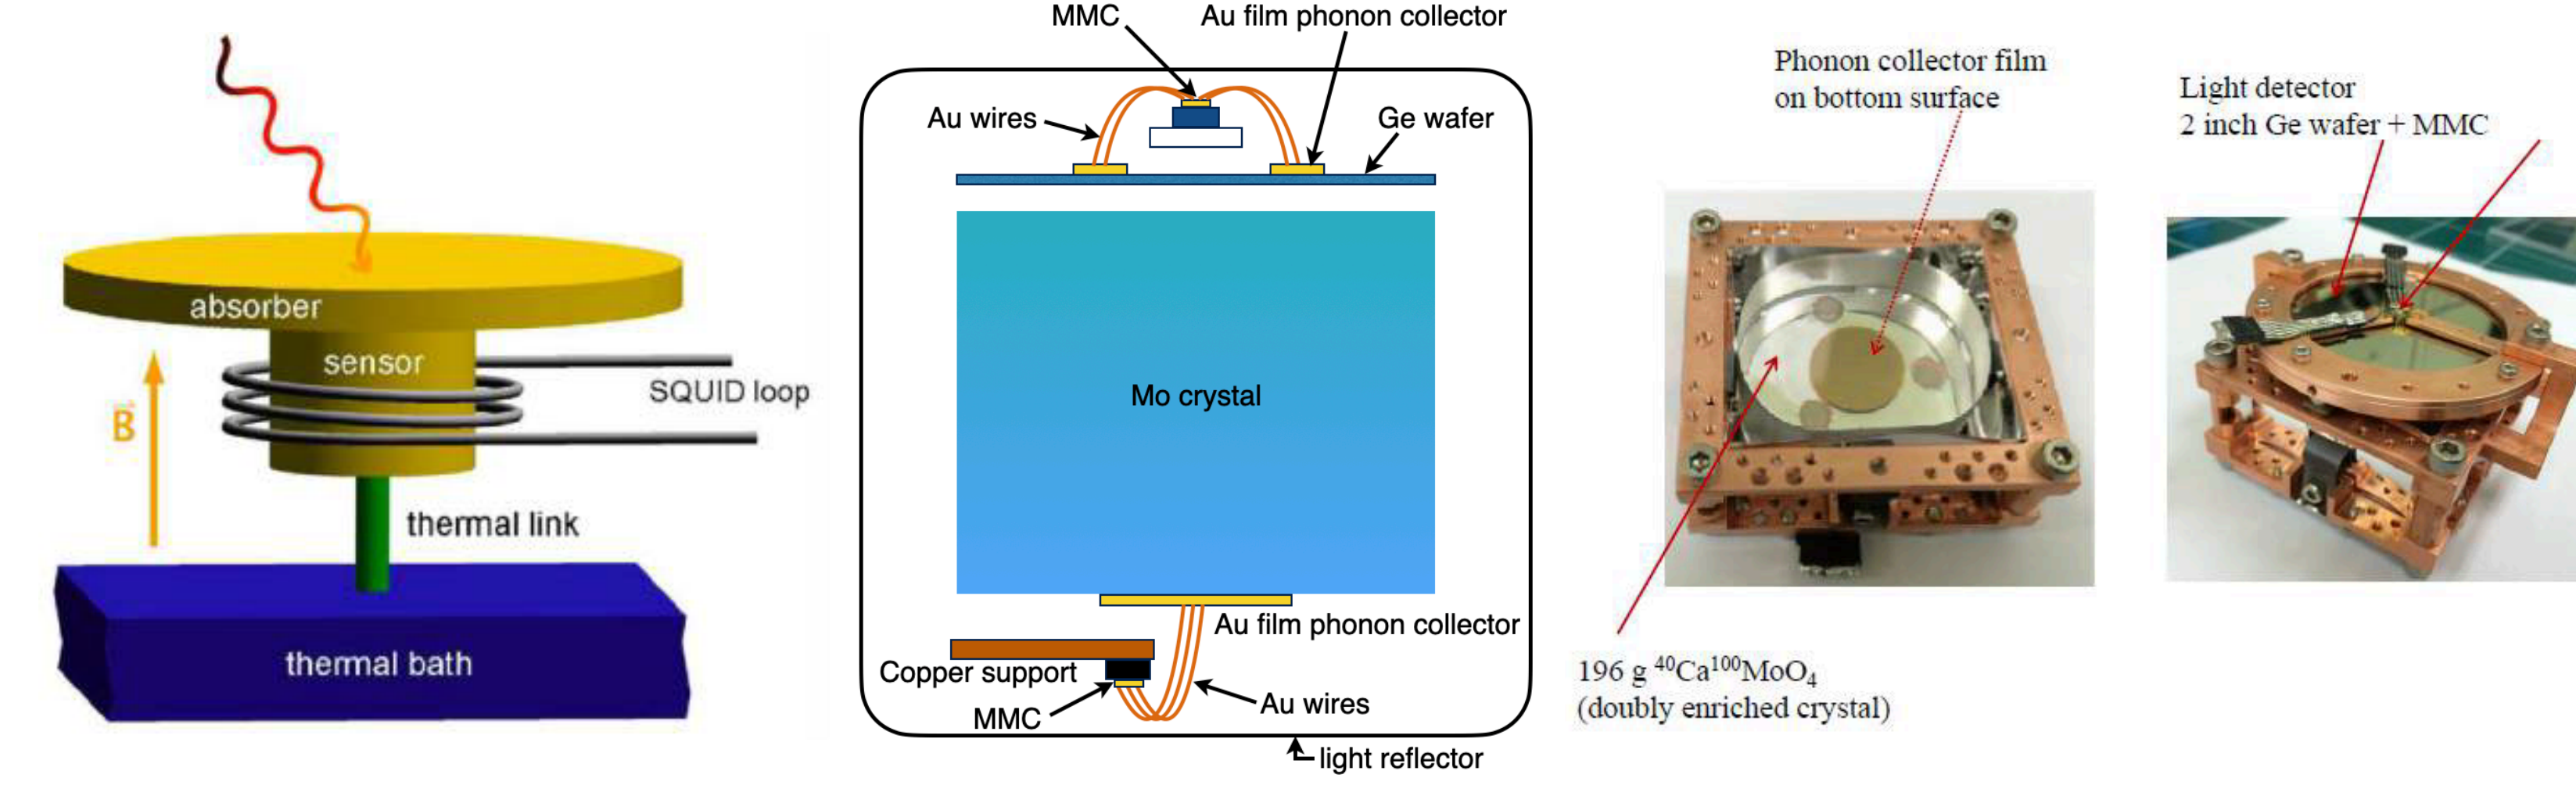 absorber
sensor
SQUID loop
B
thermal link
thermal bath
MMC
Au film phonon collector
Au wires
Ge wafer
Mo crystal
Au film phonon collector
Copper support
MMC
Au wires
light reflector
Phonon collector film
on bottom surface
196 g ⁴⁰Ca¹⁰⁰MoO₄
(doubly enriched crystal)
Light detector
2 inch Ge wafer + MMC